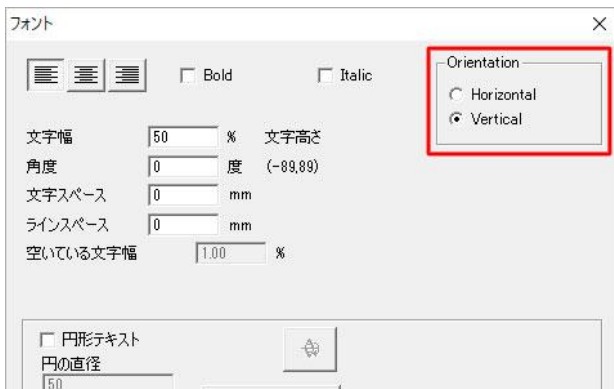 フォント
Bold
Italic
Orientation
Horizontal
Vertical
文字幅 50 % 文字高さ
角度 0 度 (-89,89)
文字スペース 0 mm
ラインスペース 0 mm
空いている文字幅 1.00 %
円形テキスト
円の直径
50